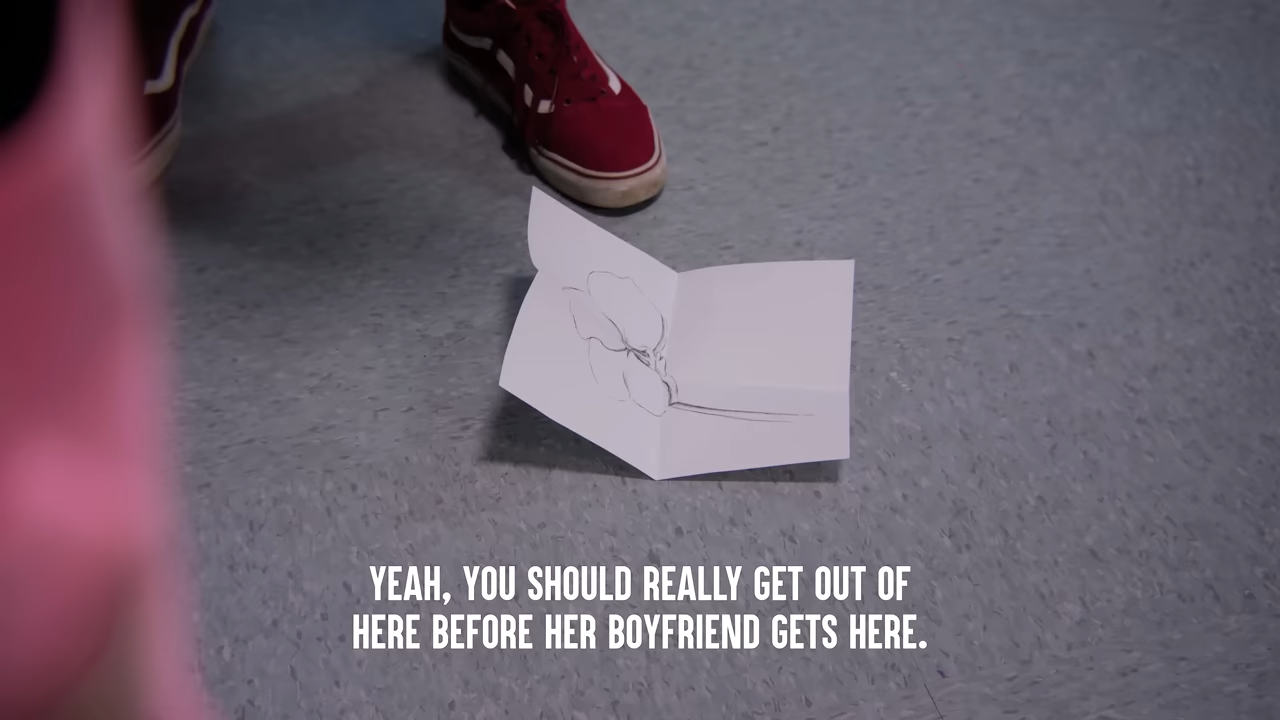 YEAH, YOU SHOULD REALLY GET OUT OF
HERE BEFORE HER BOYFRIEND GETS HERE.